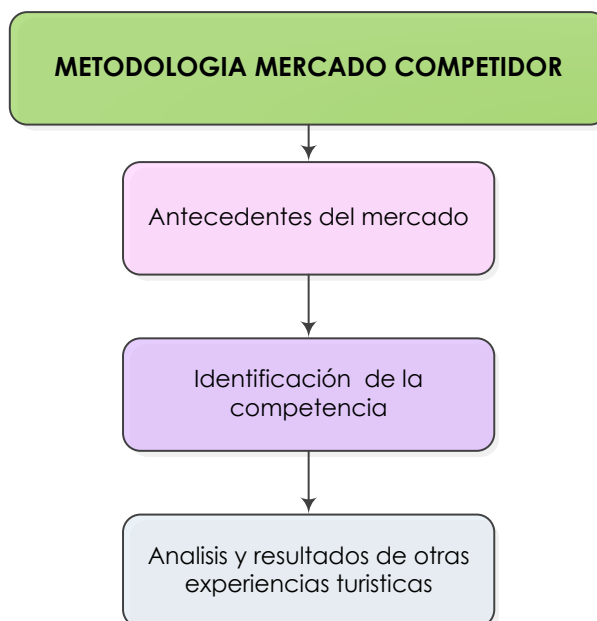 METODOLOGIA MERCADO COMPETIDOR
Antecedentes del mercado
Identificación de la
competencia
Analisis y resultados de otras
experiencias turisticas